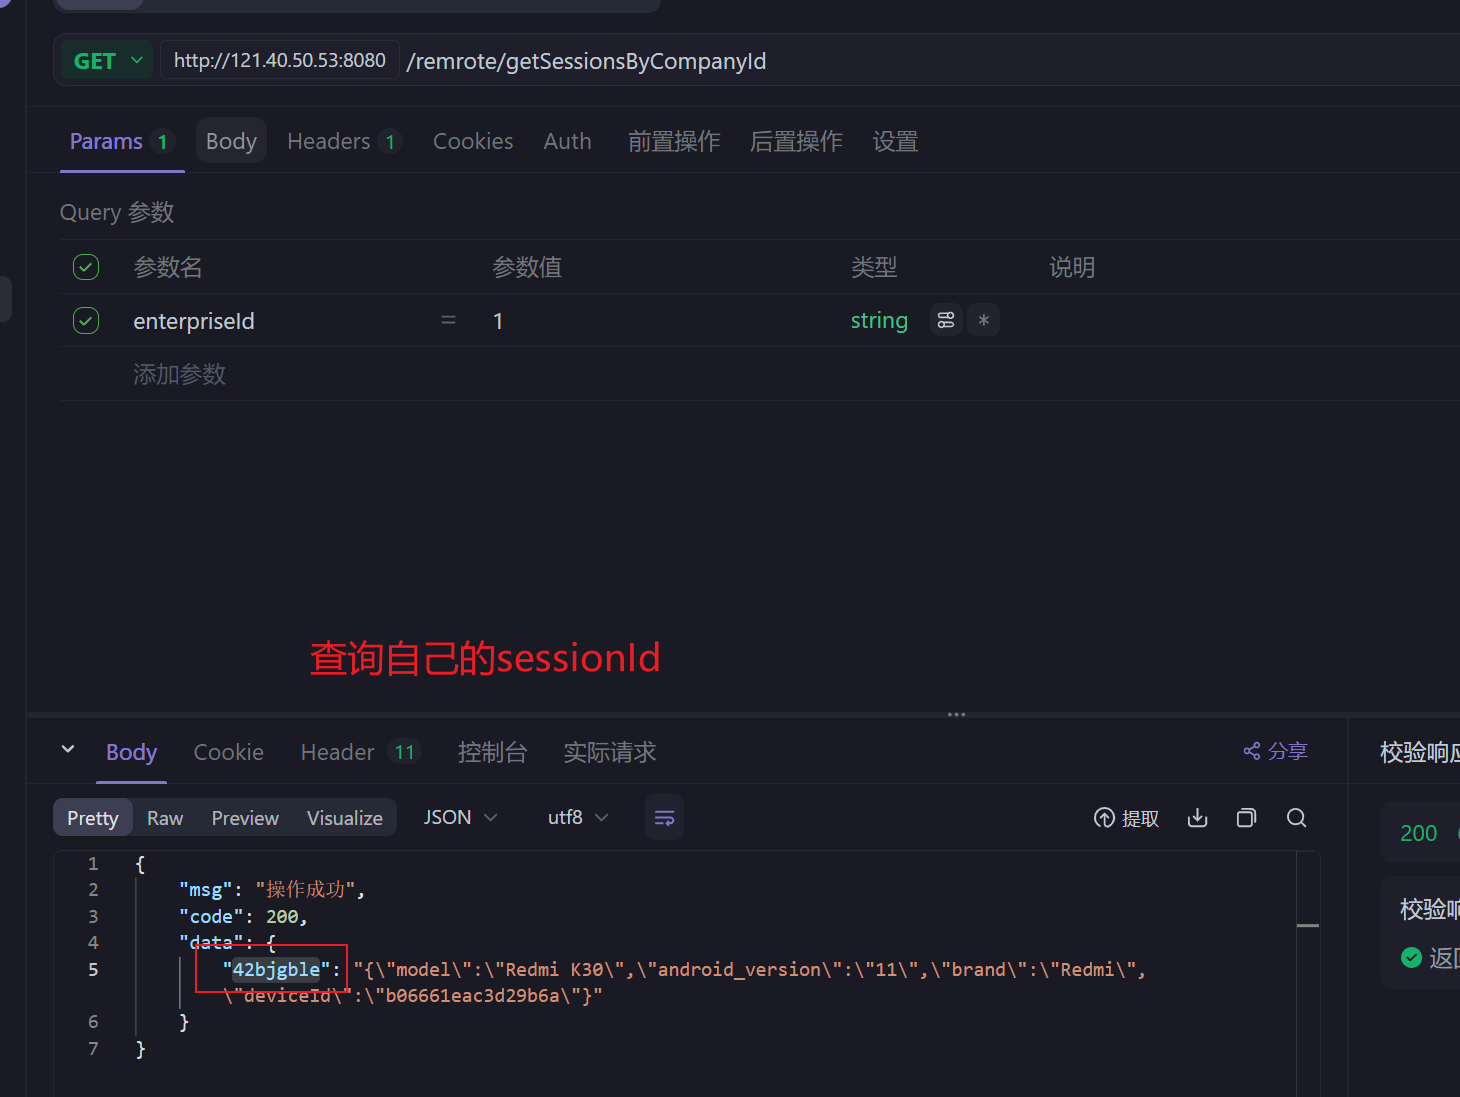 GET http://121.40.50.53:8080 /remrote/getSessionsByCompanyId
Params 1 Body Headers 1 Cookies Auth 前置操作 后置操作 设置
Query 参数
参数名 参数值 类型 说明
enterpriseId = 1 string *
添加参数
查询自己的sessionId
Body Cookie Header 11 控制台 实际请求 分享 校验响应
Pretty Raw Preview Visualize JSON utf8 提取
200
1 {
2 "msg": "操作成功",
3 "code": 200,
4 "data": {
5 "42bjgble": "{\"model\":\"Redmi K30\",\"android_version\":\"11\",\"brand\":\"Redmi\",
\"deviceId\":\"b06661eac3d29b6a\"}"
6 }
7 }
校验响
返回